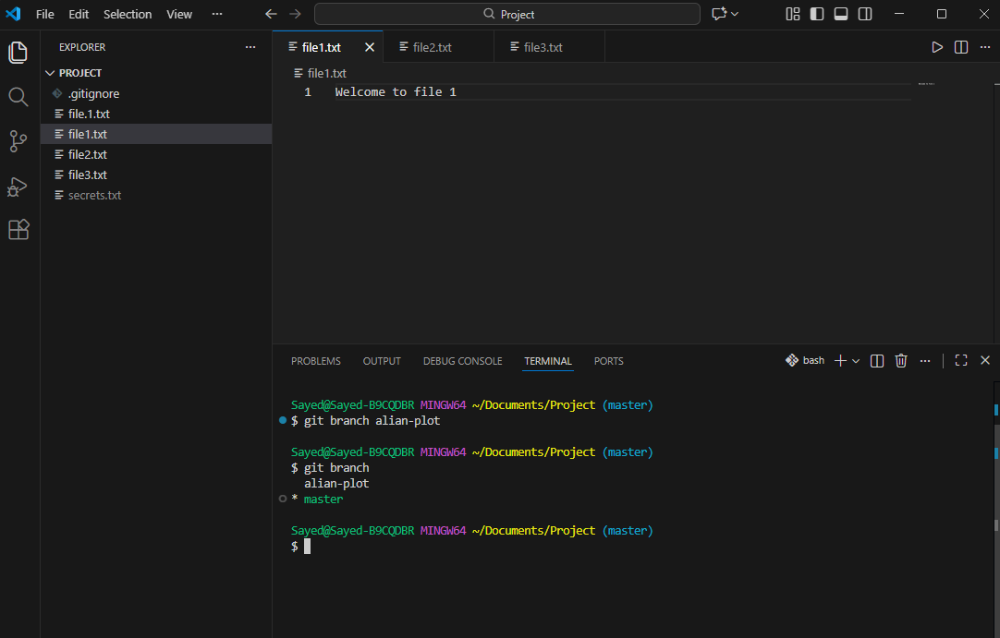 File Edit Selection View ··· Project
EXPLORER ···
PROJECT
.gitignore
file.1.txt
file1.txt
file2.txt
file3.txt
secrets.txt
file1.txt file2.txt file3.txt
file1.txt
1 Welcome to file 1
PROBLEMS OUTPUT DEBUG CONSOLE TERMINAL PORTS bash
Sayed@Sayed-B9CQDBR MINGW64 ~/Documents/Project (master)
$ git branch alian-plot
Sayed@Sayed-B9CQDBR MINGW64 ~/Documents/Project (master)
$ git branch
alian-plot
* master
Sayed@Sayed-B9CQDBR MINGW64 ~/Documents/Project (master)
$